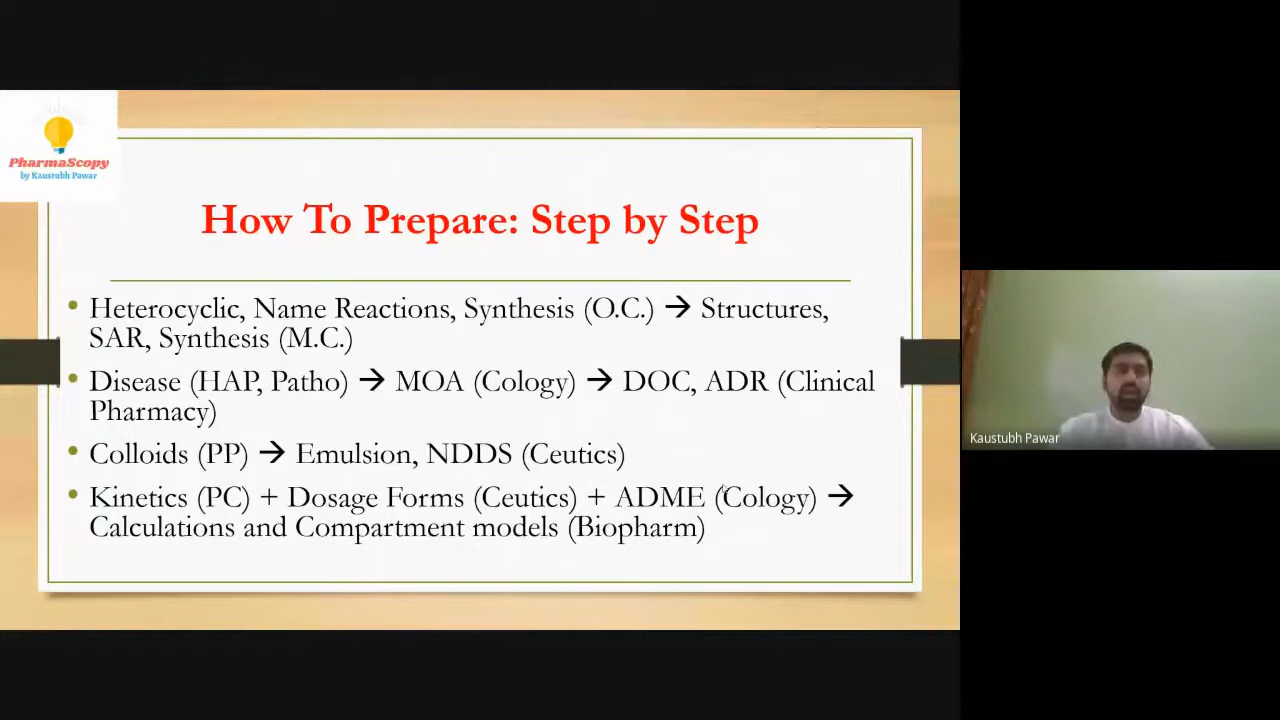 PharmaScopy
by Kaustubh Pawar
How To Prepare: Step by Step
• Heterocyclic, Name Reactions, Synthesis (O.C.) → Structures,
SAR, Synthesis (M.C.)
• Disease (HAP, Patho) → MOA (Cology) → DOC, ADR (Clinical
Pharmacy)
• Colloids (PP) → Emulsion, NDDS (Ceutics)
• Kinetics (PC) + Dosage Forms (Ceutics) + ADME (Cology) →
Calculations and Compartment models (Biopharm)
Kaustubh Pawar